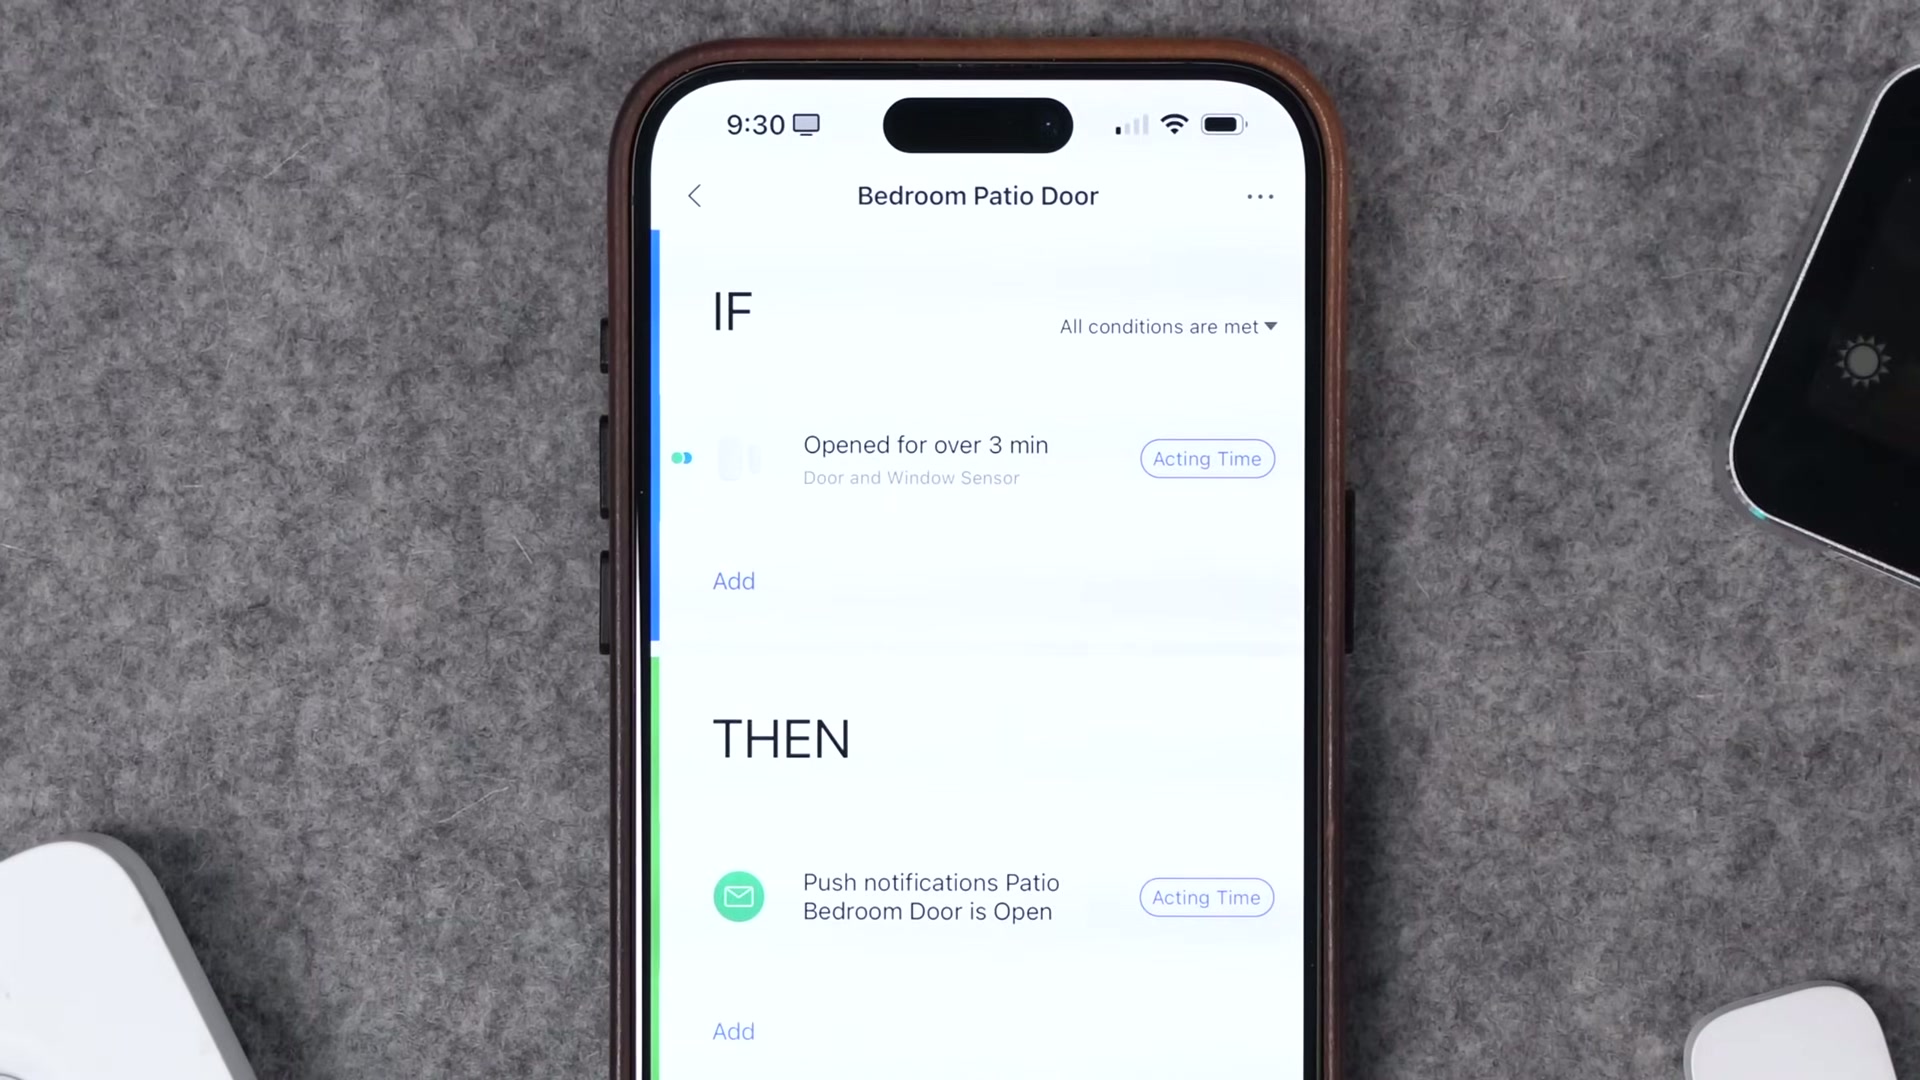 9:30
Bedroom Patio Door
IF
All conditions are met
Opened for over 3 min
Door and Window Sensor
Acting Time
Add
THEN
Push notifications Patio
Bedroom Door is Open
Acting Time
Add